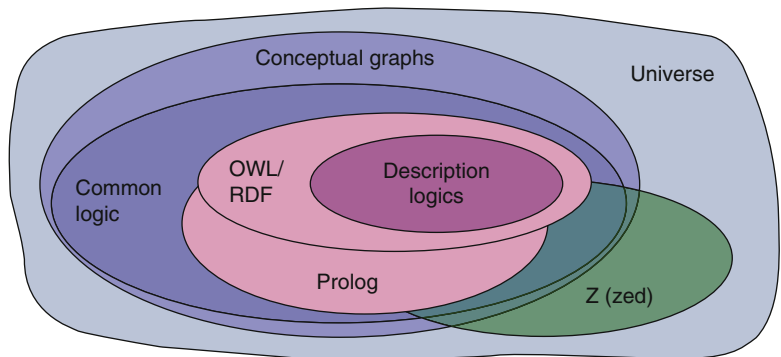 Conceptual graphs
Universe
OWL/
RDF
Description
logics
Common
logic
Prolog
Z (zed)